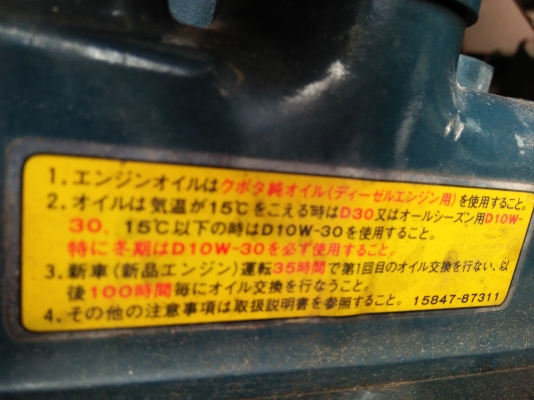 1. エンジンオイルはクボタ純オイル(ディーゼルエンジン用)を使用すること。
2. オイルは気温が15℃をこえる時はD30又はオールシーズン用D10W-
30. 15℃以下の時はD10W-30を使用すること。
特に冬期はD10W-30を必ず使用すること。
3. 新車(新品エンジン)運転35時間で第1回目のオイル交換を行ない、以
後100時間毎にオイル交換を行なうこと。
4. その他の注意事項は取扱説明書を参照すること。 15847-87311